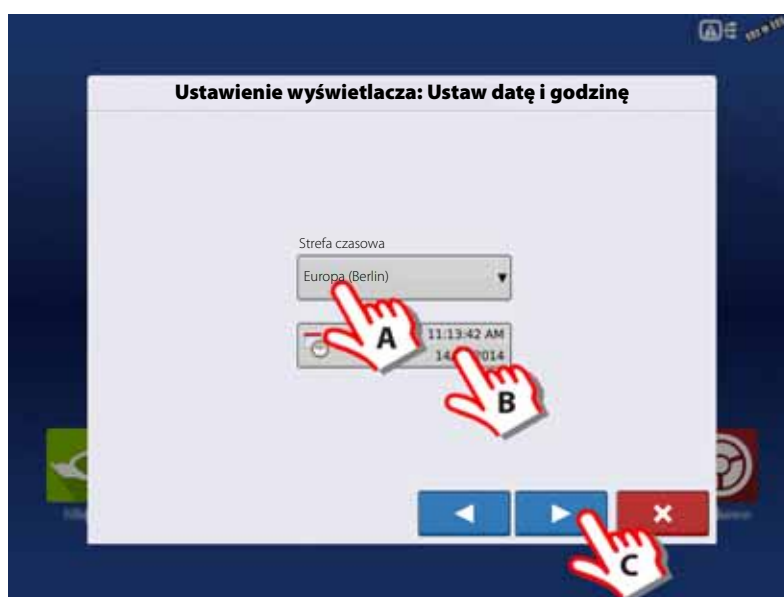 Ustawienie wyświetlacza: Ustaw datę i godzinę
Strefa czasowa
Europa (Berlin)
A
11:13:42 AM
B
C